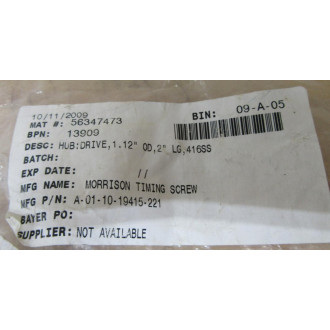 10/11/2009
MAT #: 56347473
BIN: 09-A-05
BPN: 13909
DESC: HUB:DRIVE,1.12" OD,2" LG,416SS
BATCH:
EXP DATE: //
MFG NAME: MORRISON TIMING SCREW
MFG P/N: A-01-10-19415-221
BAYER PO:
SUPPLIER: NOT AVAILABLE